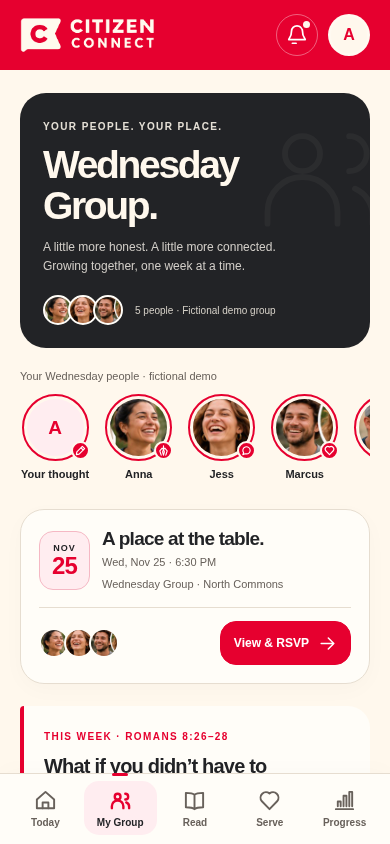 CITIZEN
CONNECT
A
YOUR PEOPLE. YOUR PLACE.
Wednesday
Group.
A little more honest. A little more connected.
Growing together, one week at a time.
5 people · Fictional demo group
Your Wednesday people · fictional demo
A
Your thought
Anna
Jess
Marcus
NOV
25
A place at the table.
Wed, Nov 25 · 6:30 PM
Wednesday Group · North Commons
View & RSVP
THIS WEEK · ROMANS 8:26–28
What if you didn’t have to
Today
My Group
Read
Serve
Progress